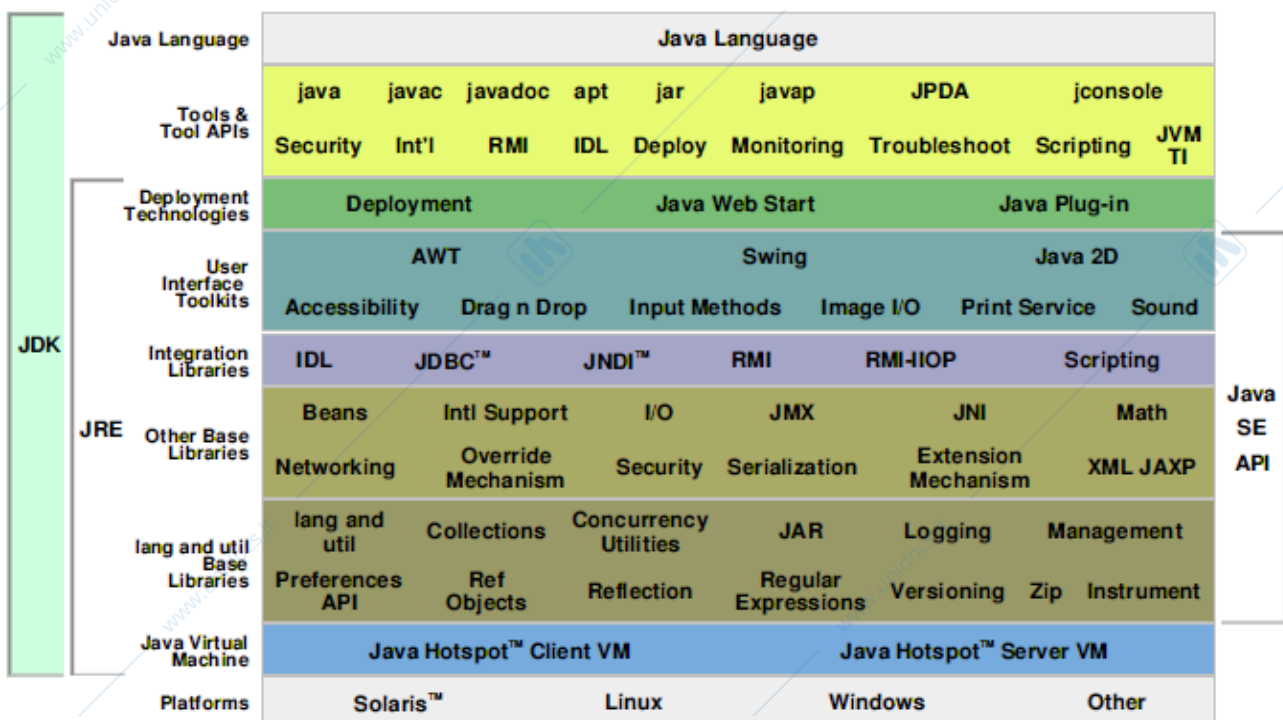 Java Language
Java Language
Tools &
Tool APIs
java javac javadoc apt jar javap JPDA jconsole
Security Int'l RMI IDL Deploy Monitoring Troubleshoot Scripting JVM TI
Deployment
Technologies
Deployment Java Web Start Java Plug-in
User
Interface
Toolkits
AWT Swing Java 2D
Accessibility Drag n Drop Input Methods Image I/O Print Service Sound
JDK
Integration
Libraries
IDL JDBC™ JNDI™ RMI RMI-IIOP Scripting
JRE
Other Base
Libraries
Beans Intl Support I/O JMX JNI Math
Networking Override Mechanism Security Serialization Extension Mechanism XML JAXP
Java
SE
API
lang and util
Base
Libraries
lang and util Collections Concurrency Utilities JAR Logging Management
Preferences API Ref Objects Reflection Regular Expressions Versioning Zip Instrument
Java Virtual
Machine
Java Hotspot™ Client VM Java Hotspot™ Server VM
Platforms
Solaris™ Linux Windows Other